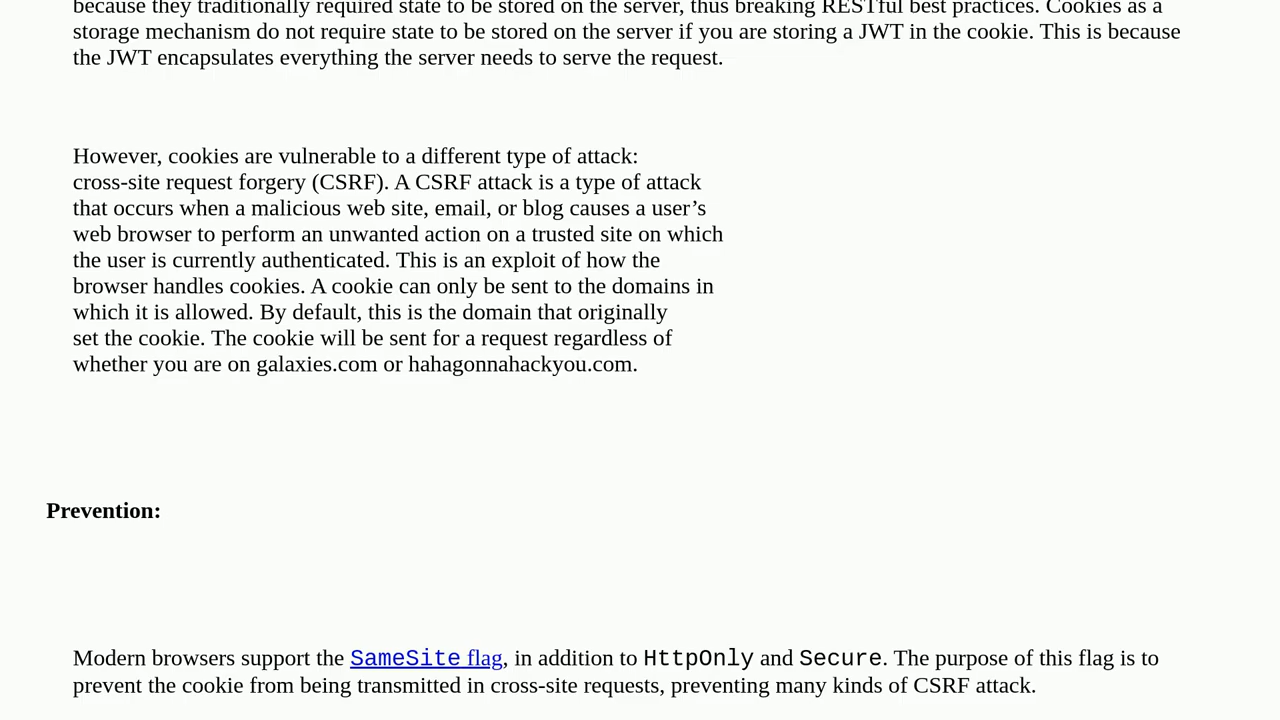 because they traditionally required state to be stored on the server, thus breaking RESTful best practices. Cookies as a
storage mechanism do not require state to be stored on the server if you are storing a JWT in the cookie. This is because
the JWT encapsulates everything the server needs to serve the request.
However, cookies are vulnerable to a different type of attack:
cross-site request forgery (CSRF). A CSRF attack is a type of attack
that occurs when a malicious web site, email, or blog causes a user’s
web browser to perform an unwanted action on a trusted site on which
the user is currently authenticated. This is an exploit of how the
browser handles cookies. A cookie can only be sent to the domains in
which it is allowed. By default, this is the domain that originally
set the cookie. The cookie will be sent for a request regardless of
whether you are on galaxies.com or hahagonnahackyou.com.
Prevention:
Modern browsers support the SameSite flag, in addition to HttpOnly and Secure. The purpose of this flag is to
prevent the cookie from being transmitted in cross-site requests, preventing many kinds of CSRF attack.